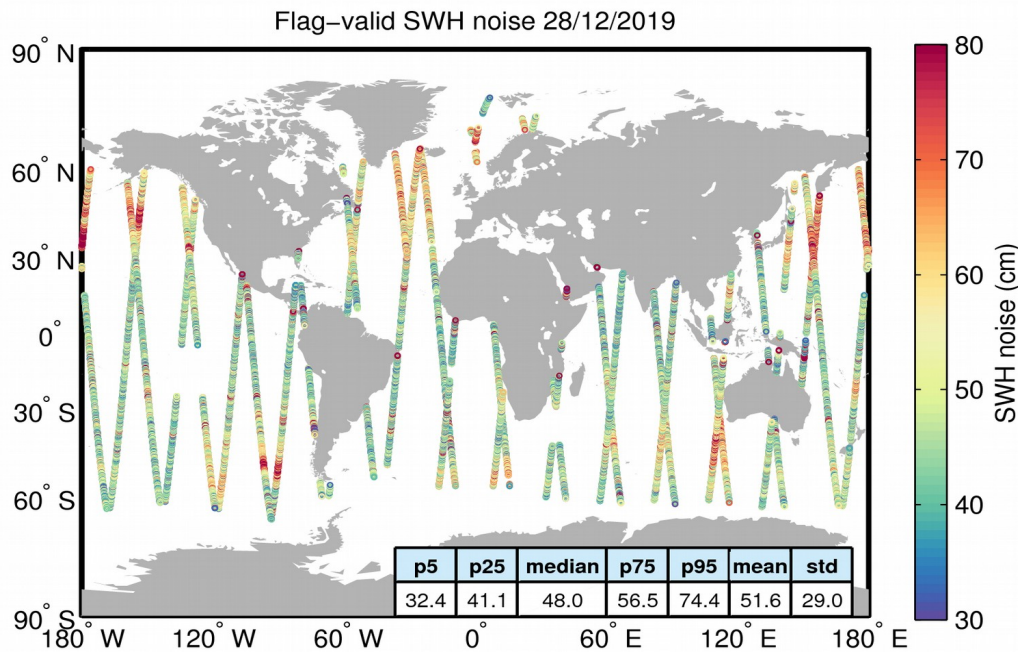 Flag−valid SWH noise 28/12/2019
90° N
60° N
30° N
0°
30° S
60° S
90° S
180° W
120° W
60° W
0°
60° E
120° E
180° E
p5 p25 median p75 p95 mean std
32.4 41.1 48.0 56.5 74.4 51.6 29.0
80
70
60
50
40
30
SWH noise (cm)